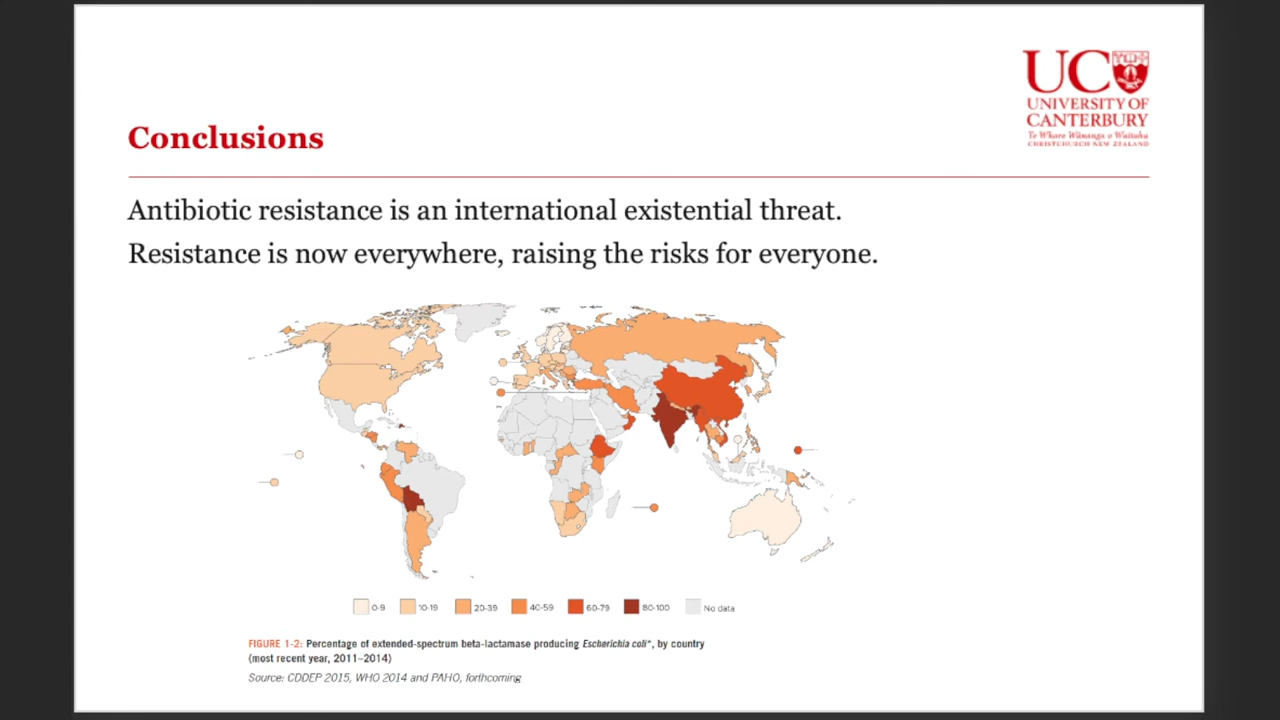 UC
UNIVERSITY OF
CANTERBURY
Te Whare Wānanga o Waitaha
CHRISTCHURCH NEW ZEALAND
Conclusions
Antibiotic resistance is an international existential threat.
Resistance is now everywhere, raising the risks for everyone.
0-9 10-19 20-39 40-59 60-79 80-100 No data
FIGURE 1-2: Percentage of extended-spectrum beta-lactamase producing Escherichia coli*, by country
(most recent year, 2011–2014)
Source: CDDEP 2015, WHO 2014 and PAHO, forthcoming